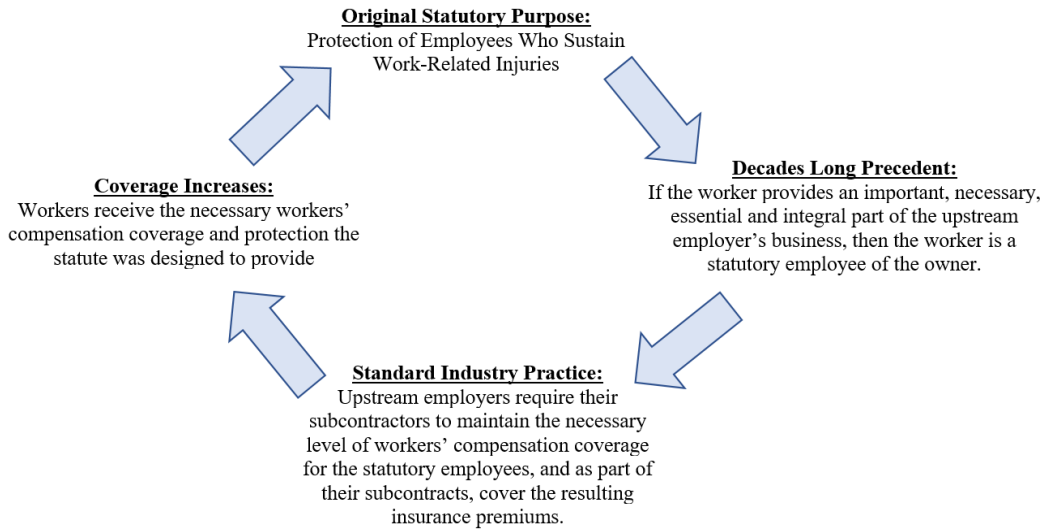 Original Statutory Purpose:
Protection of Employees Who Sustain
Work-Related Injuries
Decades Long Precedent:
If the worker provides an important, necessary,
essential and integral part of the upstream
employer’s business, then the worker is a
statutory employee of the owner.
Standard Industry Practice:
Upstream employers require their
subcontractors to maintain the necessary
level of workers’ compensation coverage
for the statutory employees, and as part of
their subcontracts, cover the resulting
insurance premiums.
Coverage Increases:
Workers receive the necessary workers’
compensation coverage and protection the
statute was designed to provide